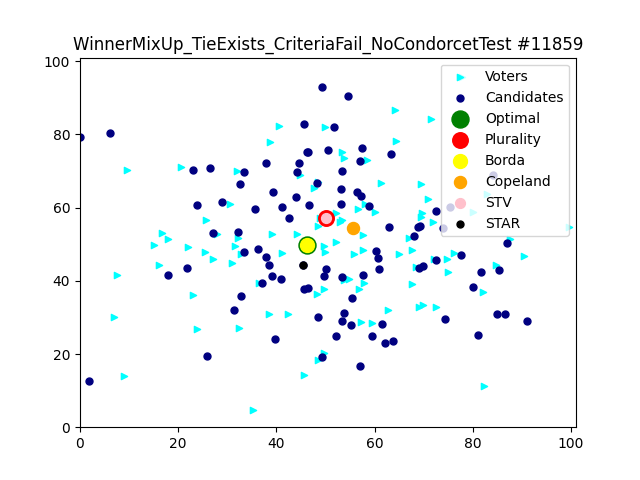 WinnerMixUp_TieExists_CriteriaFail_NoCondorcetTest #11859
100
80
60
40
20
0
0 20 40 60 80 100
Voters
Candidates
Optimal
Plurality
Borda
Copeland
STV
STAR